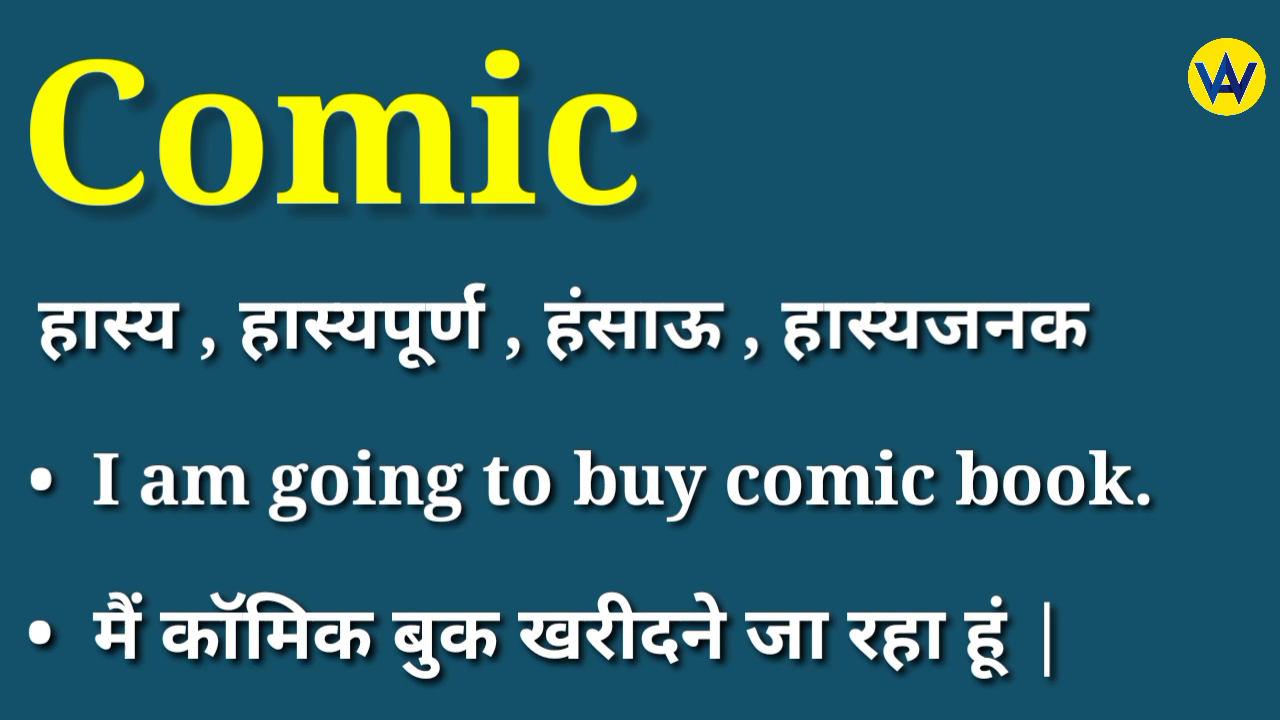 Comic
हास्य , हास्यपूर्ण , हंसाऊ , हास्यजनक
• I am going to buy comic book.
• मैं कॉमिक बुक खरीदने जा रहा हूं |